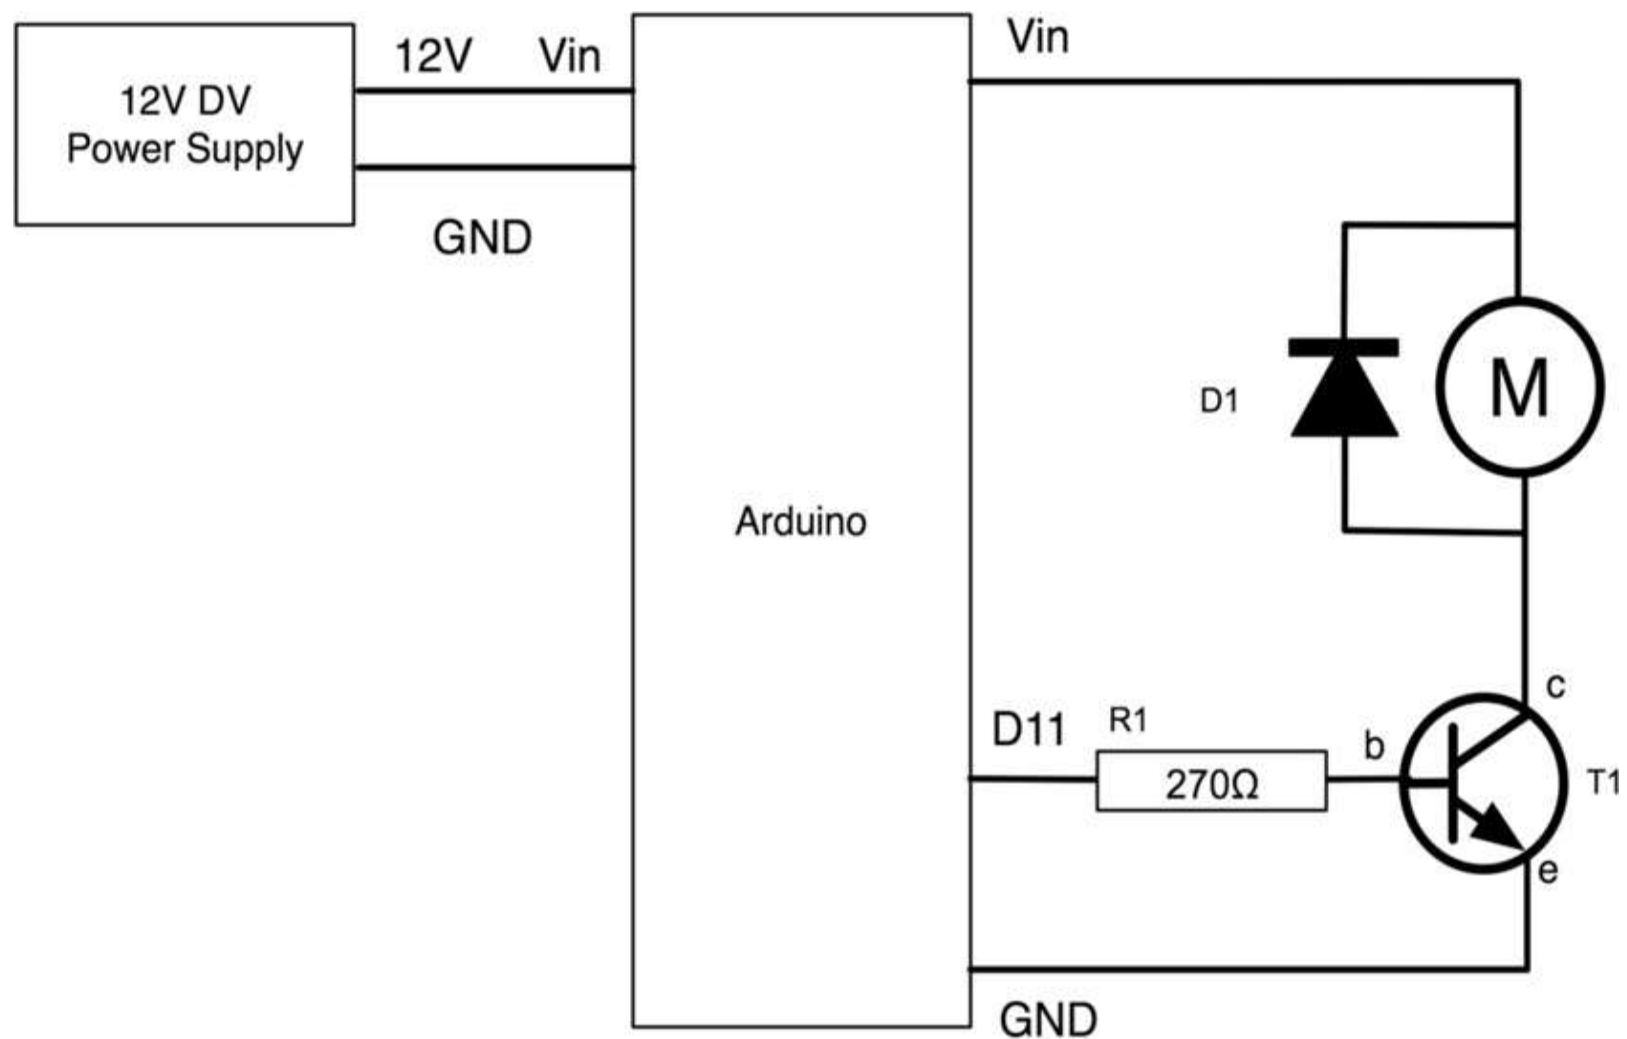 12V DV
Power Supply
12V
Vin
GND
Arduino
Vin
D1
M
D11
R1
270Ω
b
c
T1
e
GND